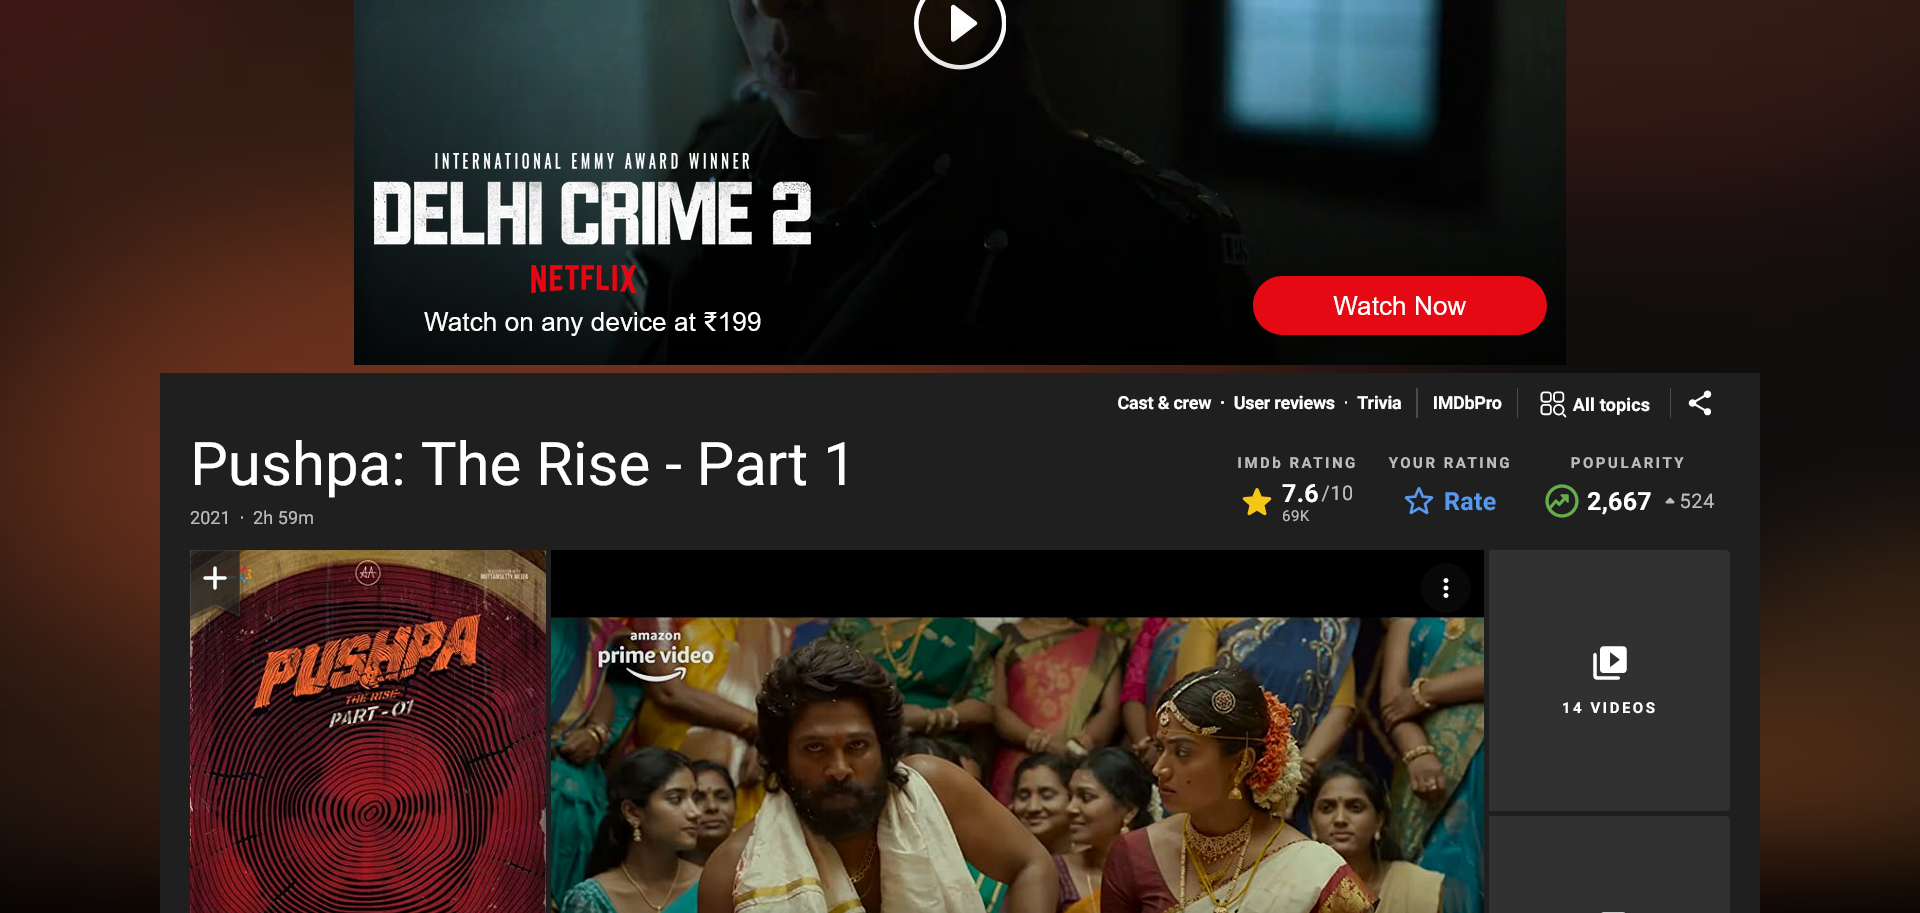 INTERNATIONAL EMMY AWARD WINNER
DELHI CRIME 2
NETFLIX
Watch on any device at ₹199
Watch Now
Cast & crew · User reviews · Trivia IMDbPro All topics
Pushpa: The Rise - Part 1
2021 · 2h 59m
IMDb RATING
7.6/10
69K
YOUR RATING
Rate
POPULARITY
2,667 524
PUSHPA
THE RISE
PART-01
amazon
prime video
14 VIDEOS